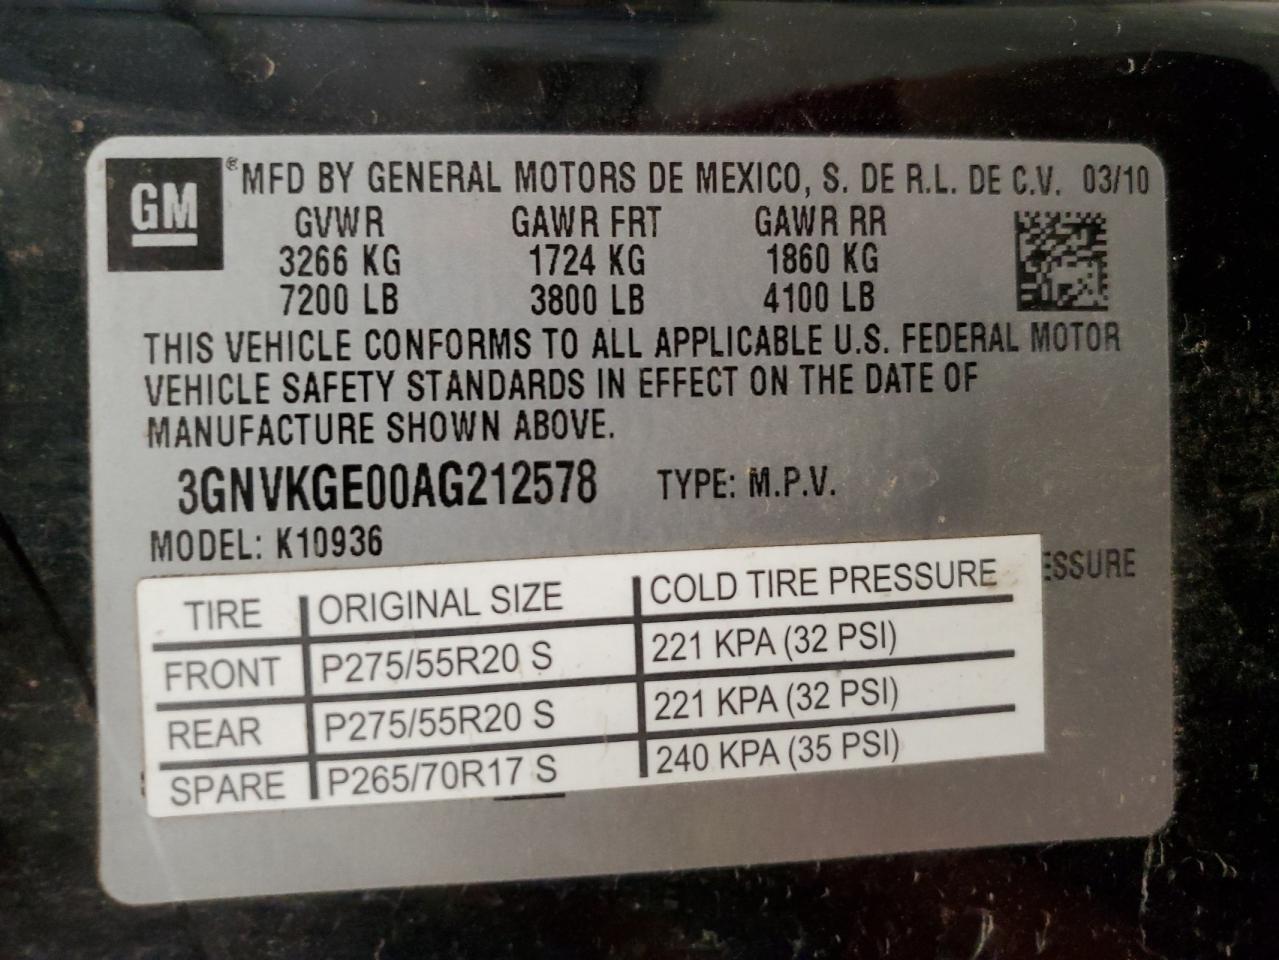 GM ® MFD BY GENERAL MOTORS DE MEXICO, S. DE R.L. DE C.V. 03/10
GVWR GAWR FRT GAWR RR
3266 KG 1724 KG 1860 KG
7200 LB 3800 LB 4100 LB
THIS VEHICLE CONFORMS TO ALL APPLICABLE U.S. FEDERAL MOTOR
VEHICLE SAFETY STANDARDS IN EFFECT ON THE DATE OF
MANUFACTURE SHOWN ABOVE.
3GNVKGE00AG212578 TYPE: M.P.V.
MODEL: K10936
TIRE ORIGINAL SIZE COLD TIRE PRESSURE ESSURE
FRONT P275/55R20 S 221 KPA (32 PSI)
REAR P275/55R20 S 221 KPA (32 PSI)
SPARE P265/70R17 S 240 KPA (35 PSI)